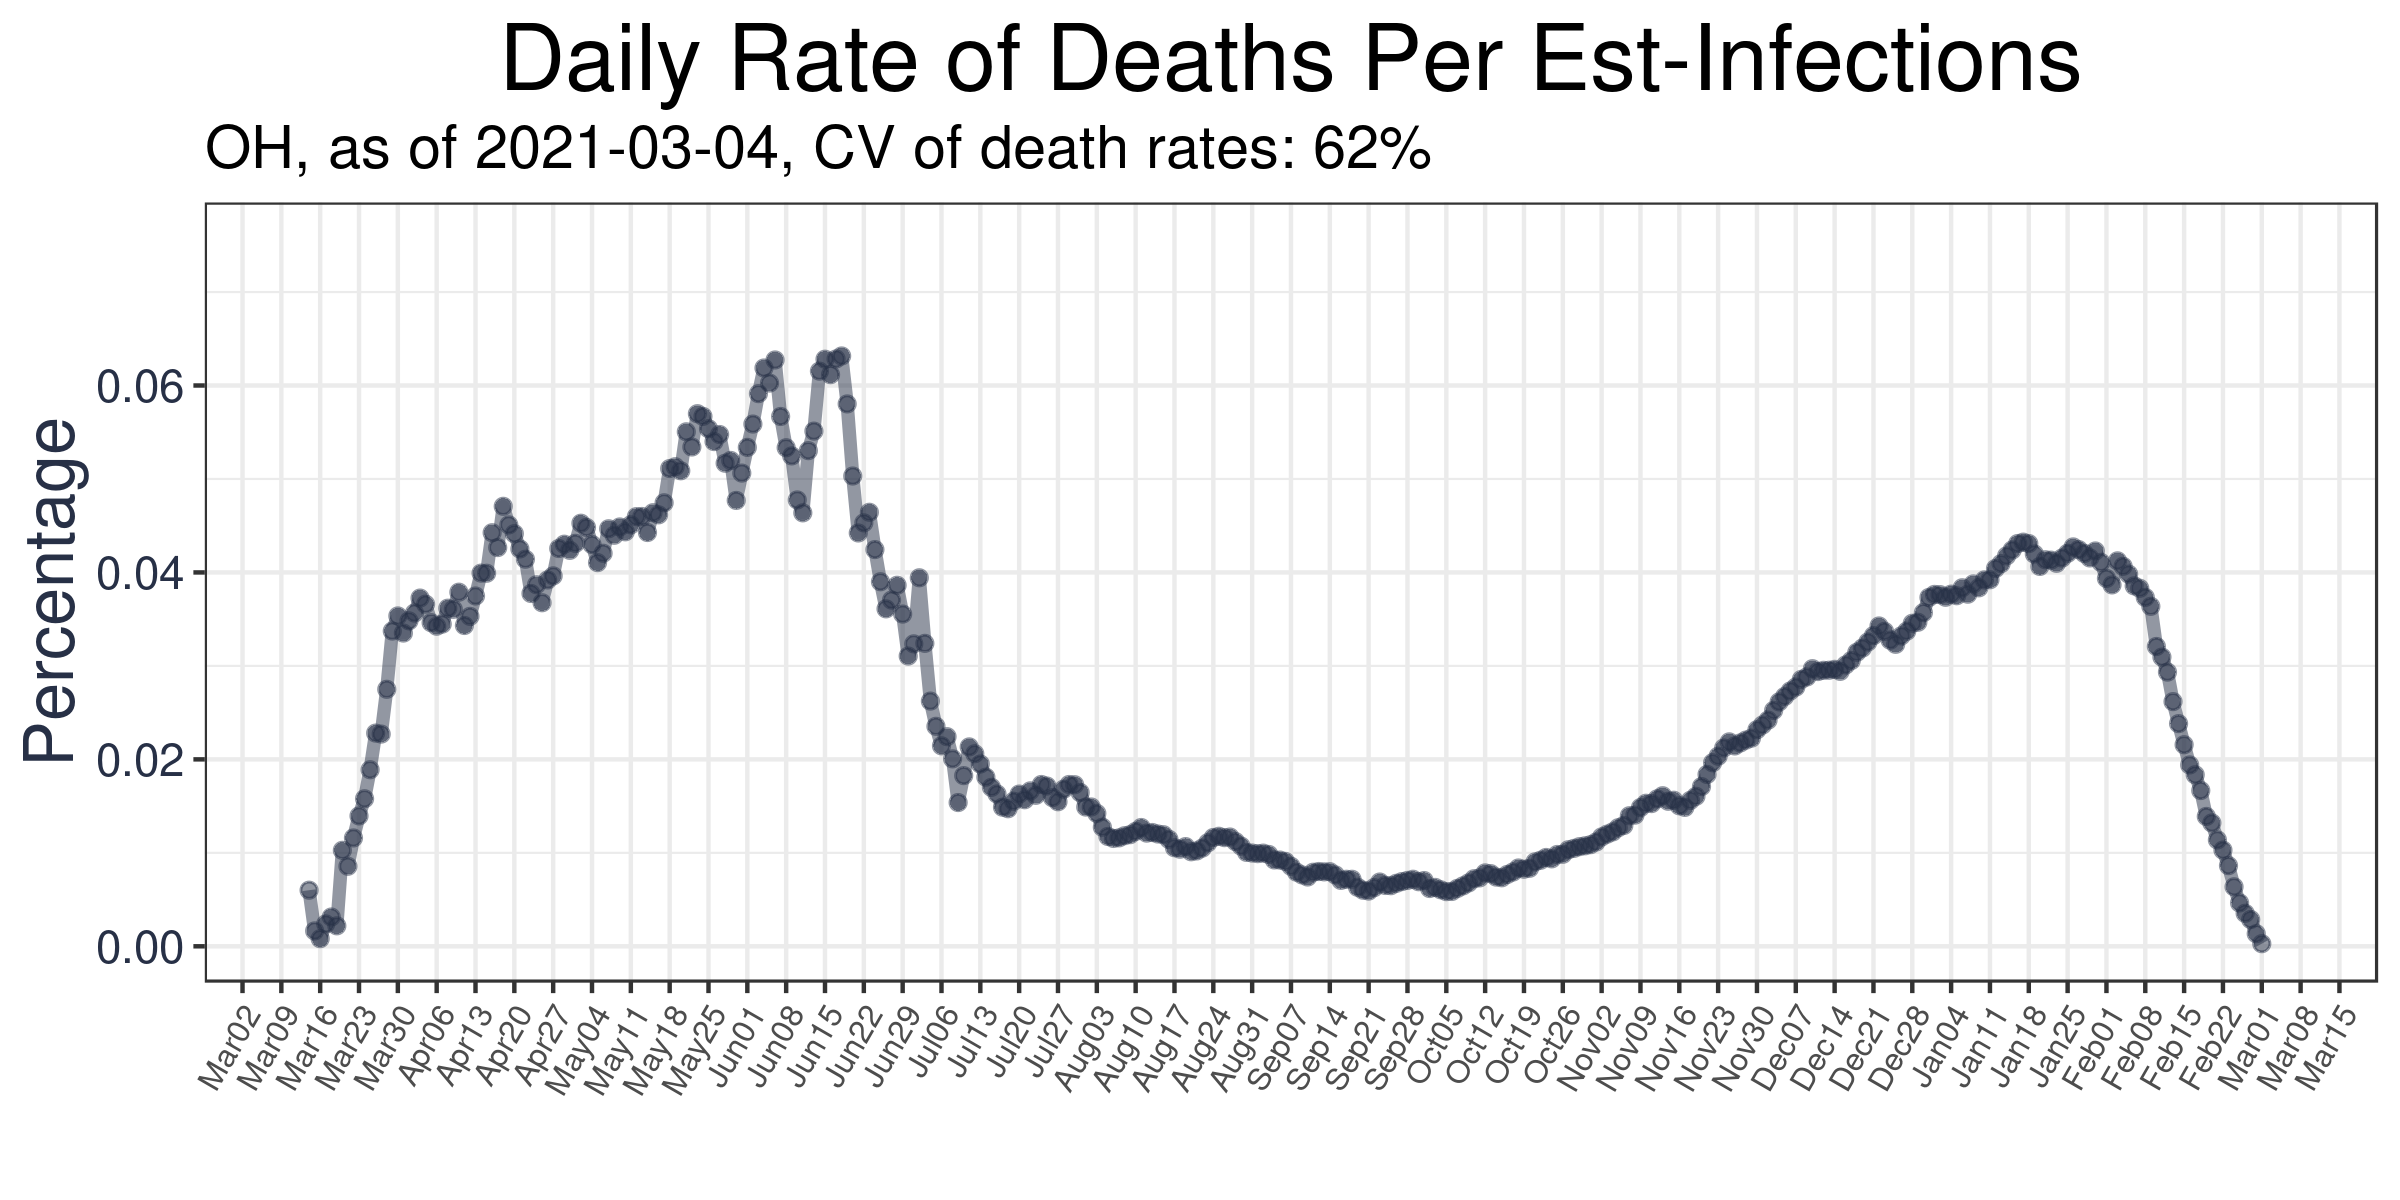 Daily Rate of Deaths Per Est-Infections
OH, as of 2021-03-04, CV of death rates: 62%
Percentage
0.06
0.04
0.02
0.00
Mar02 Mar09 Mar16 Mar23 Mar30 Apr06 Apr13 Apr20 Apr27 May04 May11 May18 May25 Jun01 Jun08 Jun15 Jun22 Jun29 Jul06 Jul13 Jul20 Jul27 Aug03 Aug10 Aug17 Aug24 Aug31 Sep07 Sep14 Sep21 Sep28 Oct05 Oct12 Oct19 Oct26 Nov02 Nov09 Nov16 Nov23 Nov30 Dec07 Dec14 Dec21 Dec28 Jan04 Jan11 Jan18 Jan25 Feb01 Feb08 Feb15 Feb22 Mar01 Mar08 Mar15